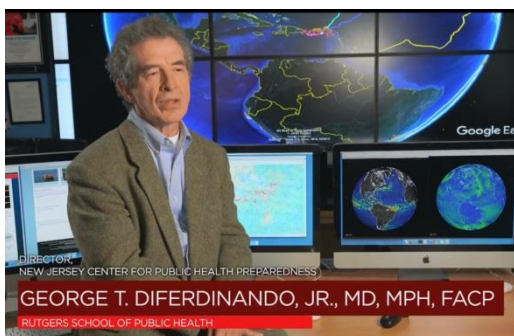 Google Ea
DIRECTOR,
NEW JERSEY CENTER FOR PUBLIC HEALTH PREPAREDNESS
GEORGE T. DIFERDINANDO, JR., MD, MPH, FACP
RUTGERS SCHOOL OF PUBLIC HEALTH